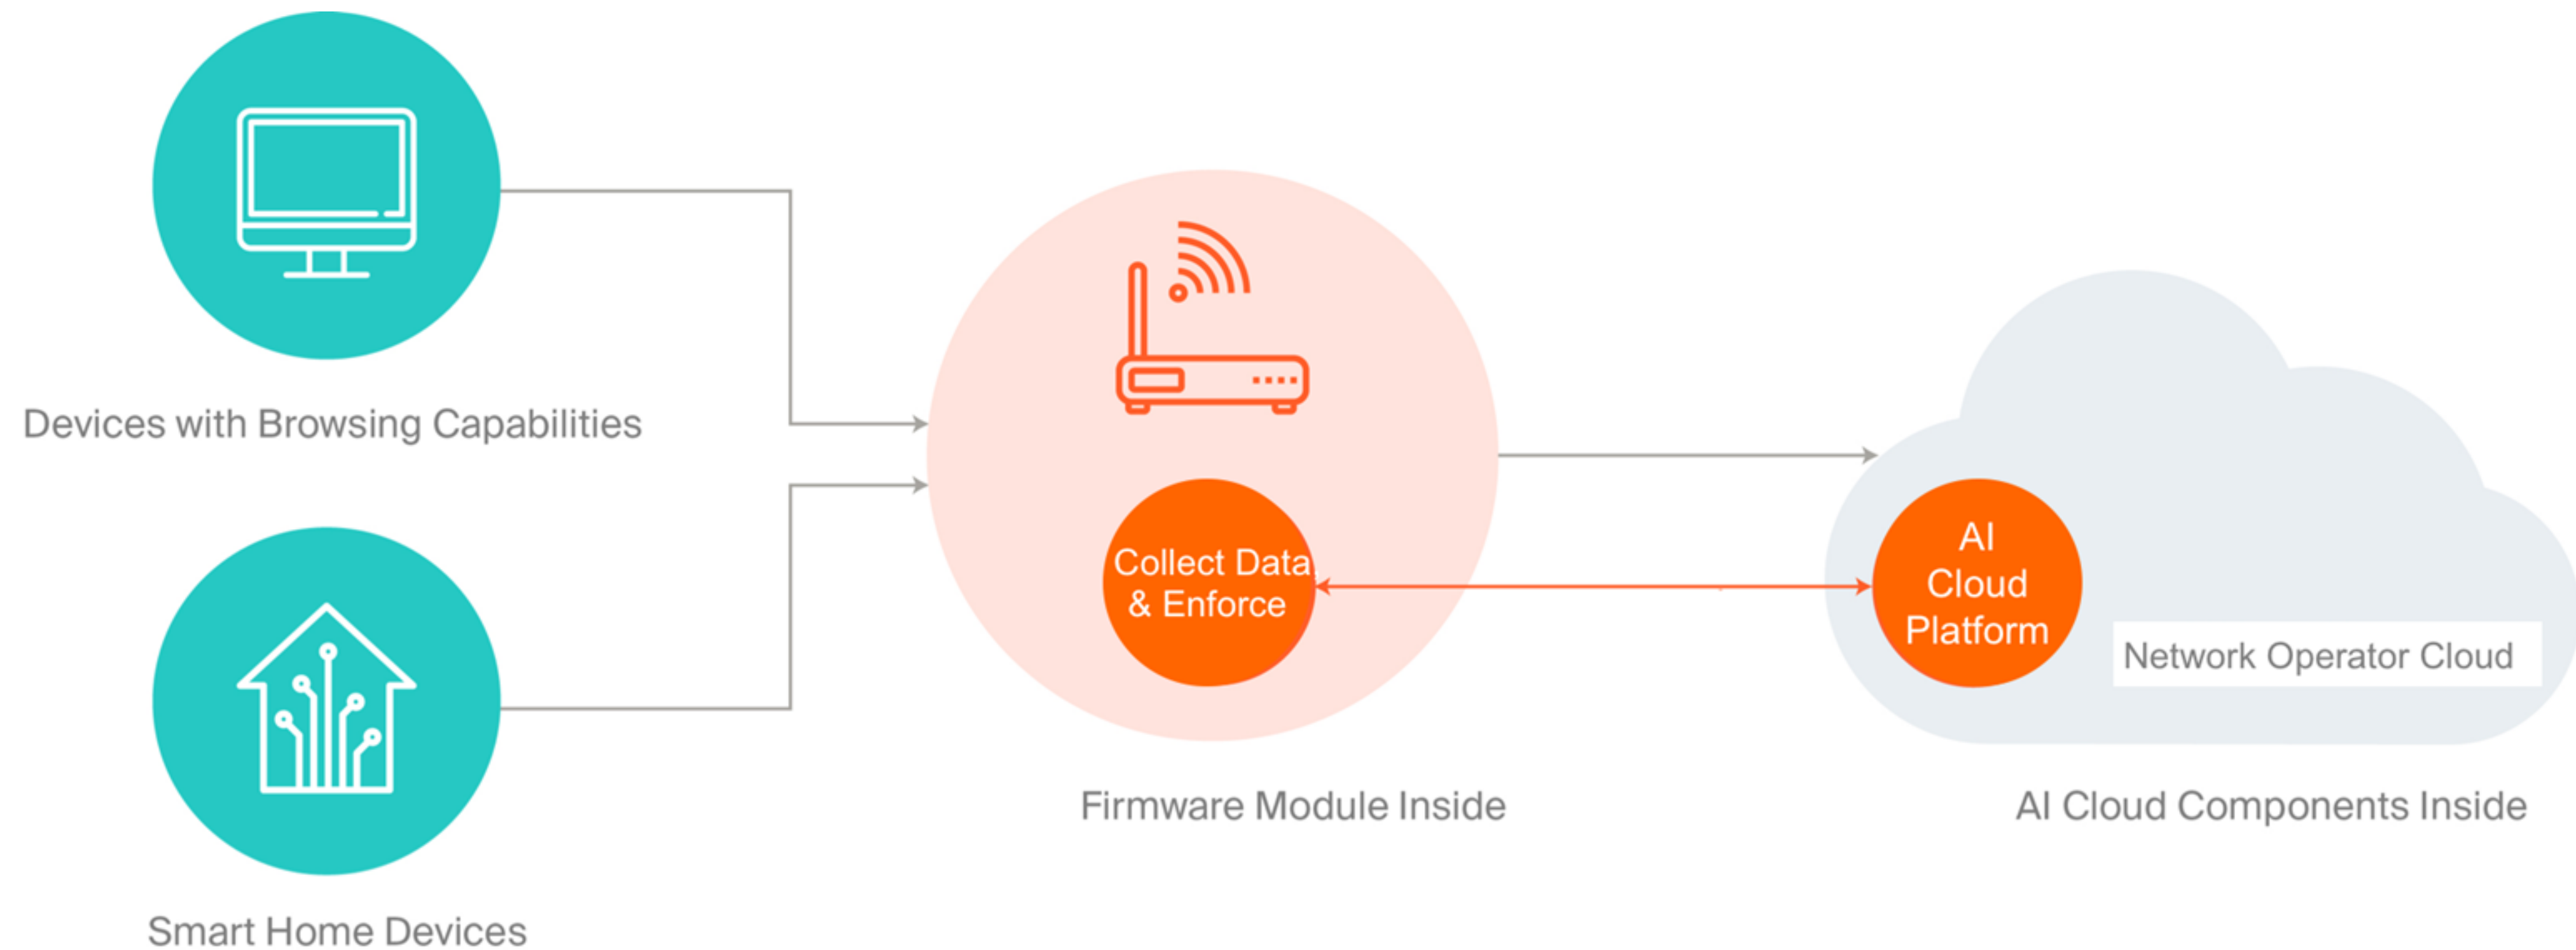 Devices with Browsing Capabilities
Smart Home Devices
Collect Data
& Enforce
Firmware Module Inside
AI
Cloud
Platform
Network Operator Cloud
AI Cloud Components Inside